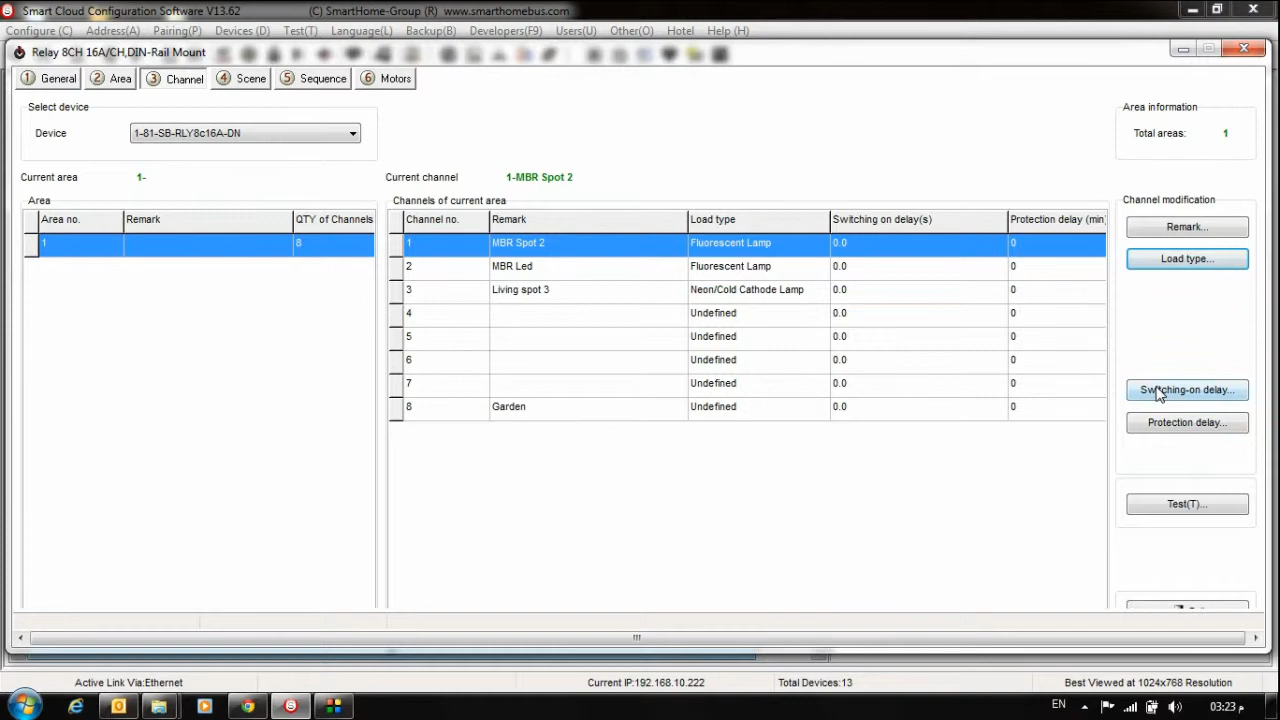 Smart Cloud Configuration Software V13.62 (C) SmartHome-Group (R) www.smarthomebus.com
Configure (C) Address(A) Pairing(P) Devices (D) Test(T) Language(L) Backup(B) Developers(F9) Users(U) Other(O) Hotel Help (H)
Relay 8CH 16A/CH,DIN-Rail Mount
1 General 2 Area 3 Channel 4 Scene 5 Sequence 6 Motors
Select device
Device 1-81-SB-RLY8c16A-DN
Area information
Total areas: 1
Current area 1-
Current channel 1-MBR Spot 2
Area
Area no. Remark QTY of Channels
1 8
Channels of current area
Channel no. Remark Load type Switching on delay(s) Protection delay (min
1 MBR Spot 2 Fluorescent Lamp 0.0 0
2 MBR Led Fluorescent Lamp 0.0 0
3 Living spot 3 Neon/Cold Cathode Lamp 0.0 0
4 Undefined 0.0 0
5 Undefined 0.0 0
6 Undefined 0.0 0
7 Undefined 0.0 0
8 Garden Undefined 0.0 0
Channel modification
Remark...
Load type...
Switching-on delay...
Protection delay...
Test(T)...
Active Link Via:Ethernet Current IP:192.168.10.222 Total Devices:13 Best Viewed at 1024x768 Resolution
EN 03:23 م